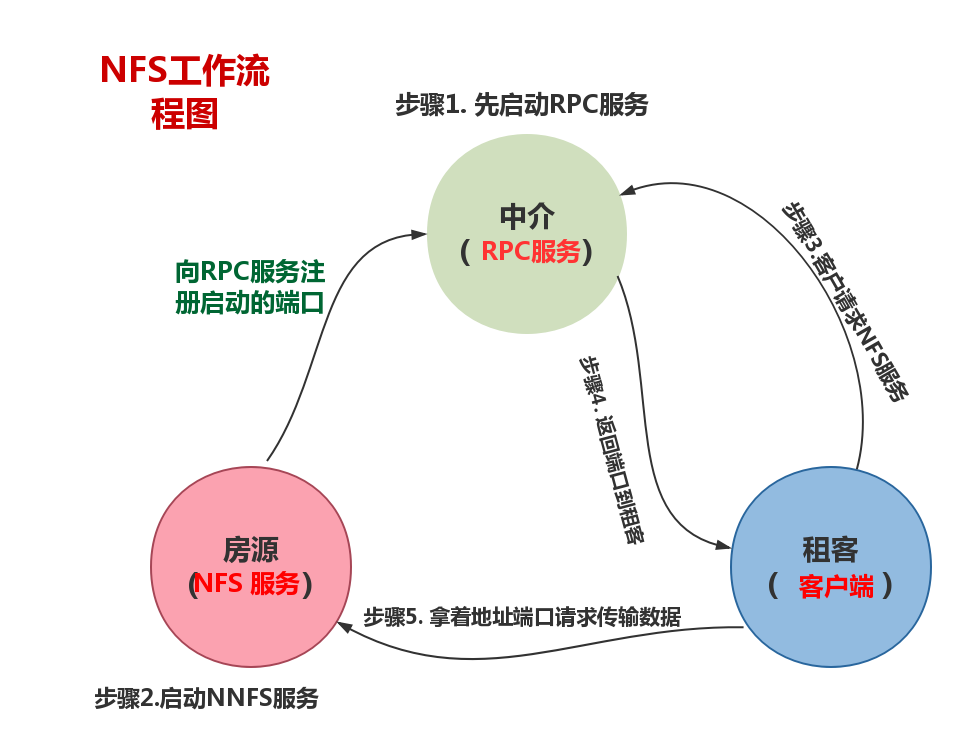 NFS工作流
程图
步骤1. 先启动RPC服务
中介
( RPC服务)
向RPC服务注
册启动的端口
步骤3.客户请求NFS服务
步骤4. 返回端口到租客
房源
(NFS 服务)
租客
( 客户端 )
步骤5. 拿着地址端口请求传输数据
步骤2.启动NNFS服务